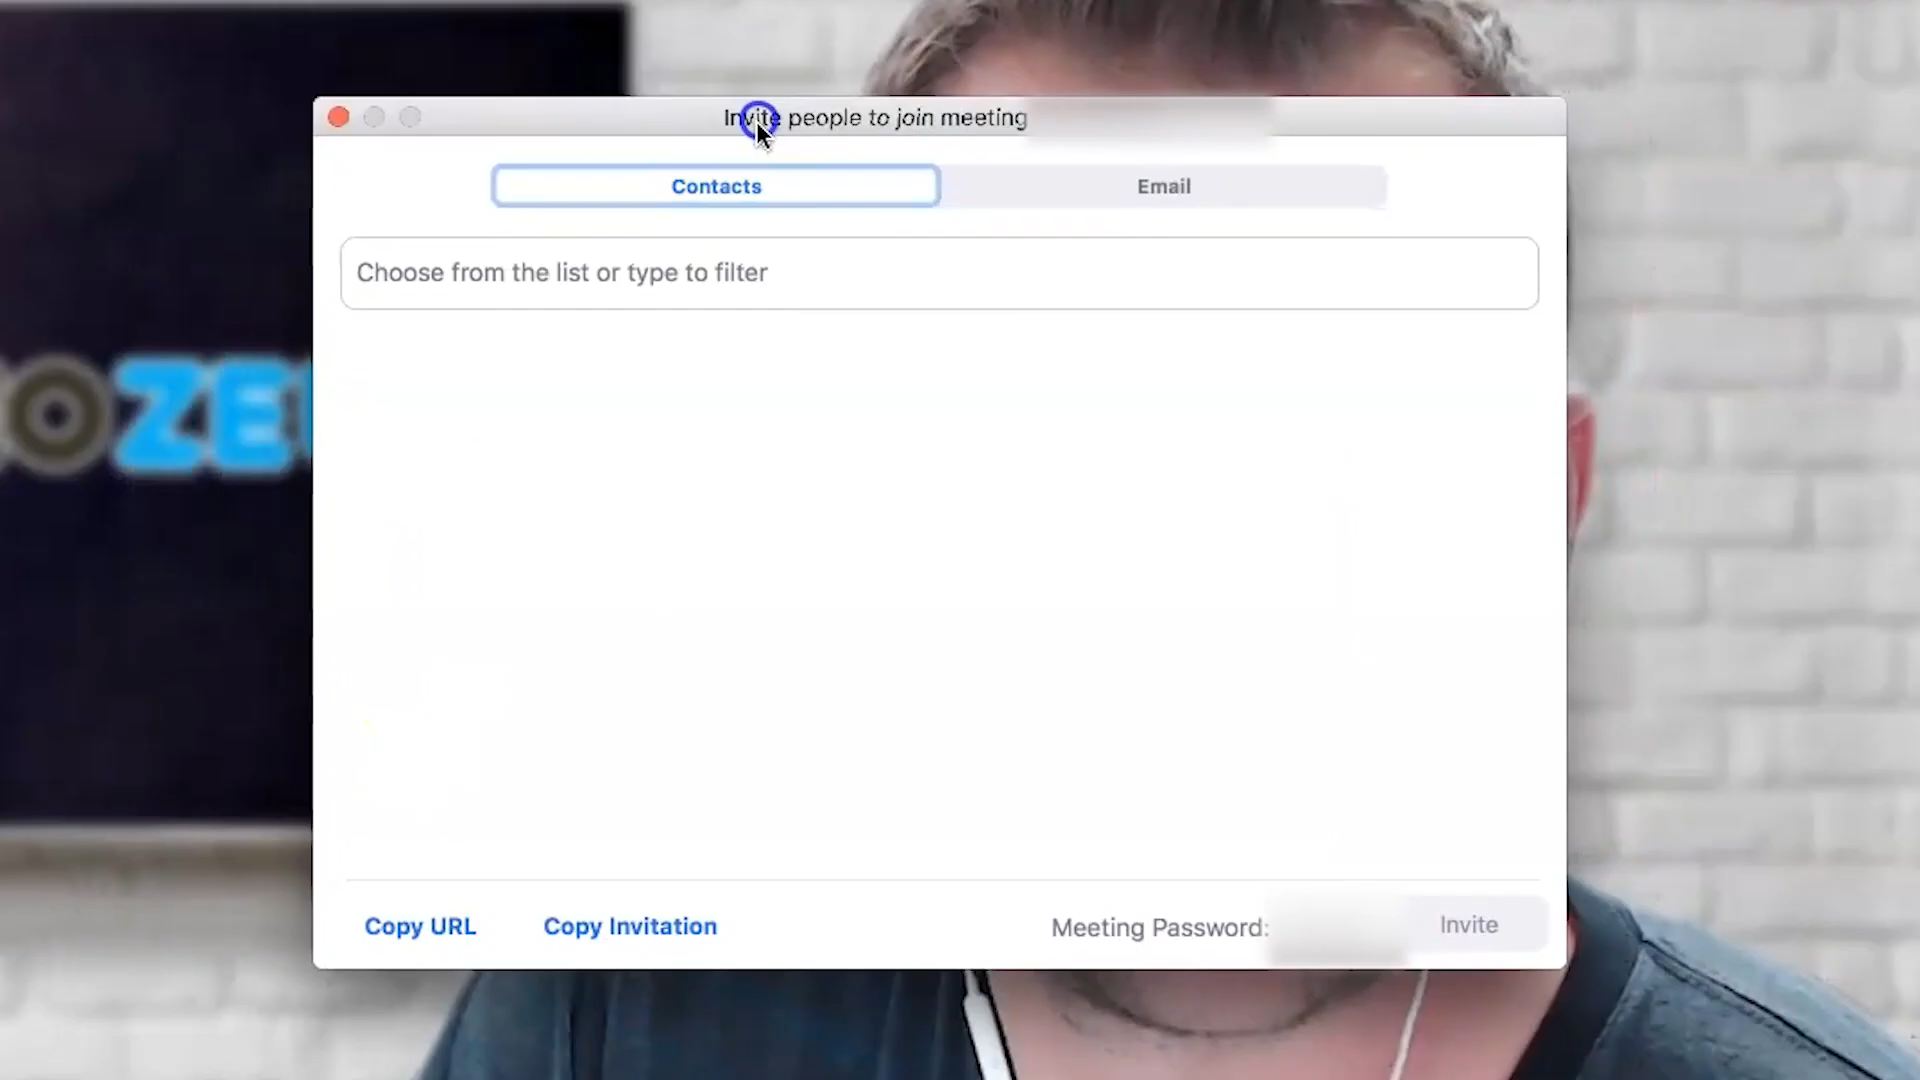 Invite people to join meeting
Contacts
Email
Choose from the list or type to filter
OZE
Copy URL
Copy Invitation
Meeting Password:
Invite